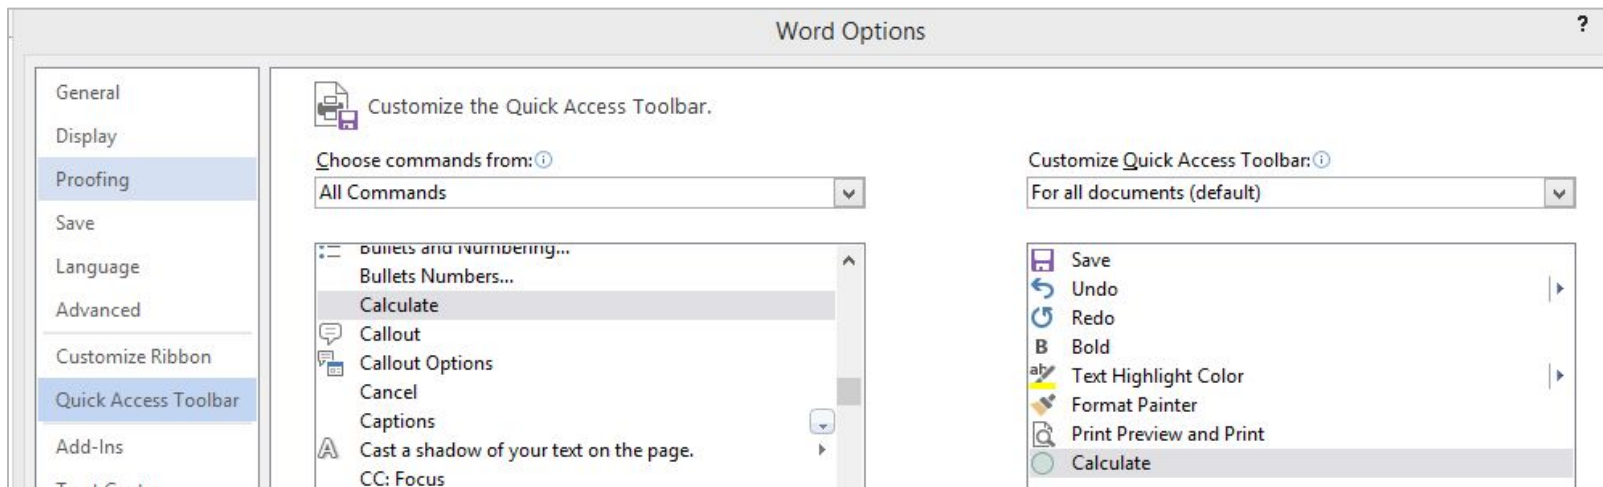 Word Options
?
General
Display
Proofing
Save
Language
Advanced
Customize Ribbon
Quick Access Toolbar
Add-Ins
Customize the Quick Access Toolbar.
Choose commands from:
All Commands
Bullets and Numbering...
Bullets Numbers...
Calculate
Callout
Callout Options
Cancel
Captions
Cast a shadow of your text on the page.
CC: Focus
Customize Quick Access Toolbar:
For all documents (default)
Save
Undo
Redo
Bold
Text Highlight Color
Format Painter
Print Preview and Print
Calculate